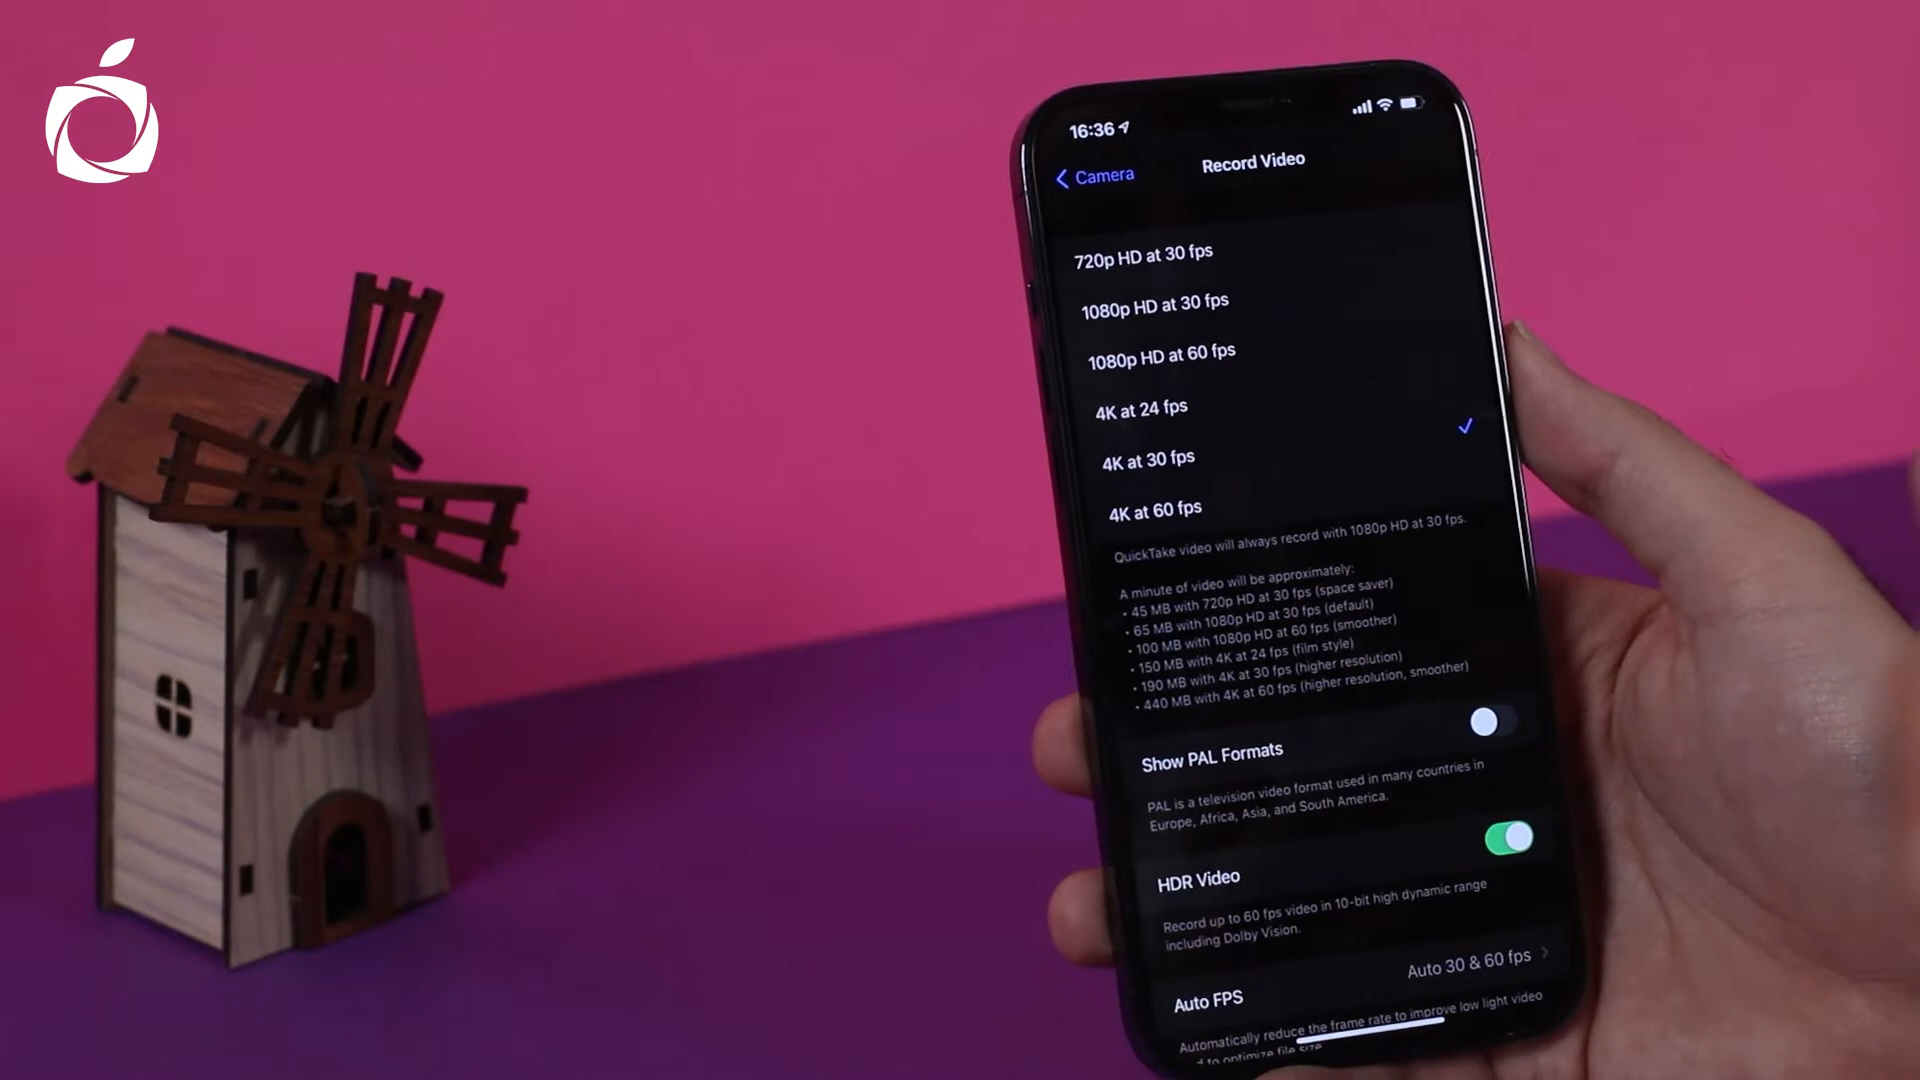 16:36
Camera
Record Video
720p HD at 30 fps
1080p HD at 30 fps
1080p HD at 60 fps
4K at 24 fps
4K at 30 fps
4K at 60 fps
QuickTake video will always record with 1080p HD at 30 fps.
A minute of video will be approximately:
• 45 MB with 720p HD at 30 fps (space saver)
• 65 MB with 1080p HD at 30 fps (default)
• 100 MB with 1080p HD at 60 fps (smoother)
• 150 MB with 4K at 24 fps (film style)
• 190 MB with 4K at 30 fps (higher resolution)
• 440 MB with 4K at 60 fps (higher resolution, smoother)
Show PAL Formats
PAL is a television video format used in many countries in
Europe, Africa, Asia, and South America.
HDR Video
Record up to 60 fps video in 10-bit high dynamic range
including Dolby Vision.
Auto FPS
Auto 30 & 60 fps
Automatically reduce the frame rate to improve low light video
to optimize file size